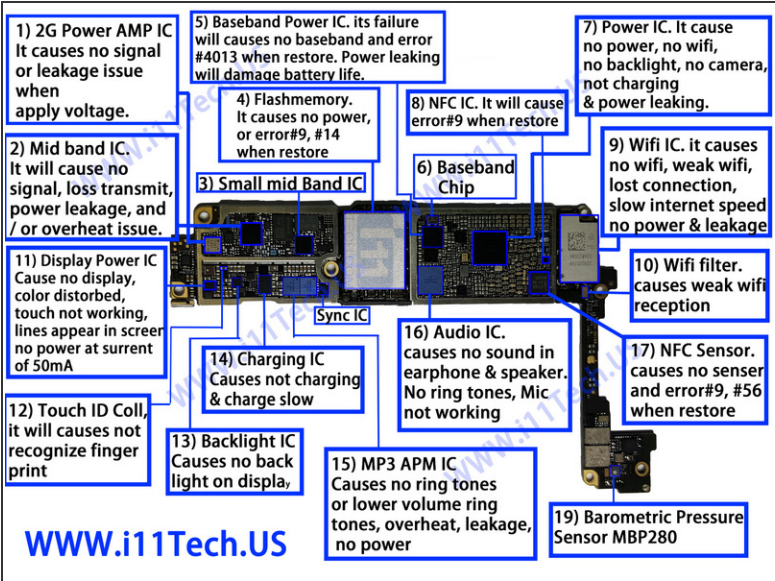 1) 2G Power AMP IC
It causes no signal
or leakage issue
when
apply voltage.
5) Baseband Power IC. its failure
will causes no baseband and error
#4013 when restore. Power leaking
will damage battery life.
7) Power IC. It cause
no power, no wifi,
no backlight, no camera,
not charging
& power leaking.
4) Flashmemory.
It causes no power,
or error#9, #14
when restore
8) NFC IC. It will cause
error#9 when restore
2) Mid band IC.
It will cause no
signal, loss transmit,
power leakage, and
/ or overheat issue.
3) Small mid Band IC
6) Baseband
Chip
9) Wifi IC. it causes
no wifi, weak wifi,
lost connection,
slow internet speed
no power & leakage
11) Display Power IC
Cause no display,
color distorbed,
touch not working,
lines appear in screen
no power at surrent
of 50mA
Sync IC
10) Wifi filter.
causes weak wifi
reception
14) Charging IC
Causes not charging
& charge slow
16) Audio IC.
causes no sound in
earphone & speaker.
No ring tones, Mic
not working
17) NFC Sensor.
causes no senser
and error#9, #56
when restore
12) Touch ID Coll,
it will causes not
recognize finger
print
13) Backlight IC
Causes no back
light on display
15) MP3 APM IC
Causes no ring tones
or lower volume ring
tones, overheat, leakage,
no power
19) Barometric Pressure
Sensor MBP280
WWW.i11Tech.US
www.i11Tech.US
www.i11Tech.US
www.i11Tech.US
www.i11Tech.US